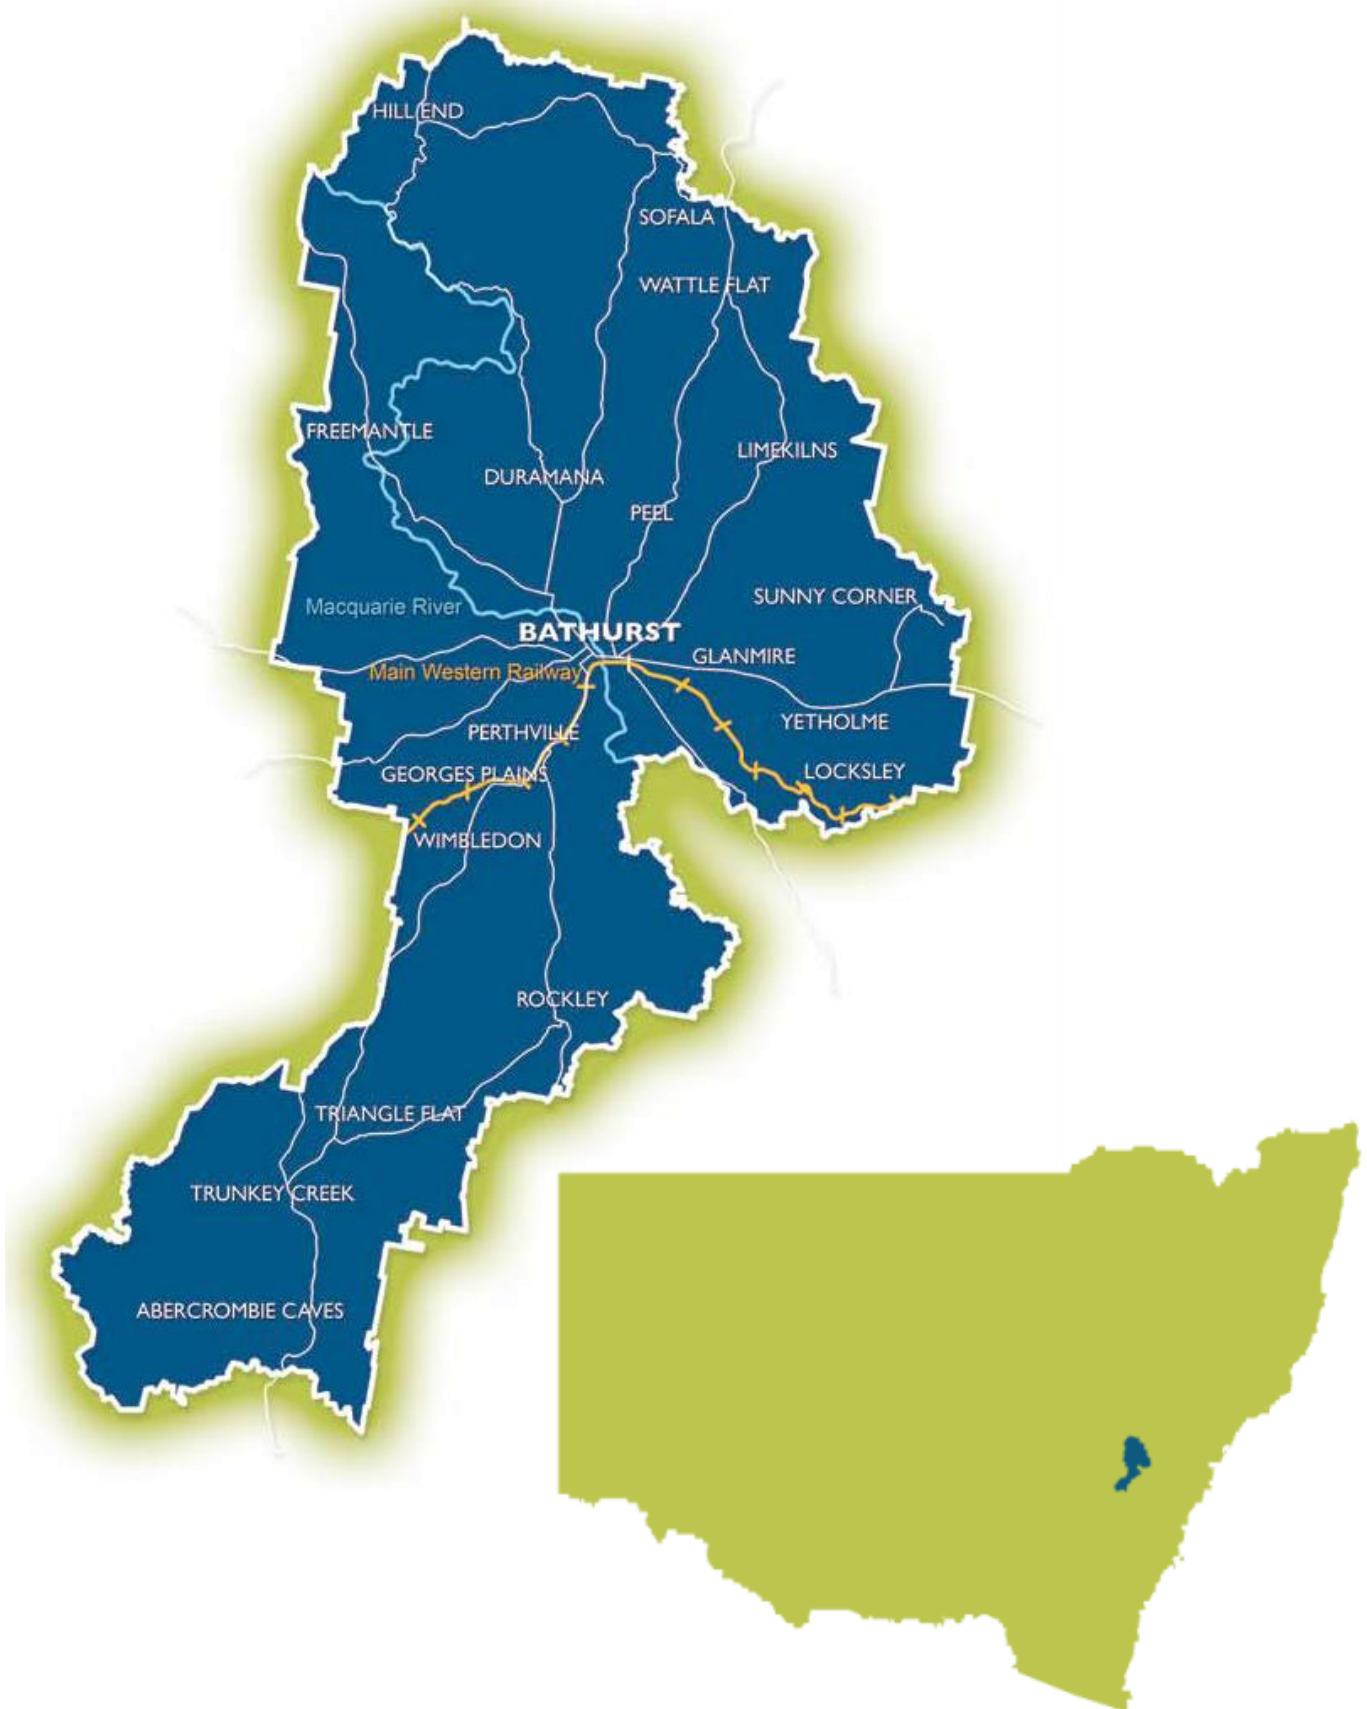 HILL END
SOFALA
WATTLE FLAT
FREEMANTLE
LIMEKILNS
DURAMANA
PEEL
SUNNY CORNER
Macquarie River
BATHURST
GLANMIRE
Main Western Railway
YETHOLME
PERTHVILLE
LOCKSLEY
GEORGES PLAINS
WIMBLEDON
ROCKLEY
TRIANGLE FLAT
TRUNKEY CREEK
ABERCROMBIE CAVES